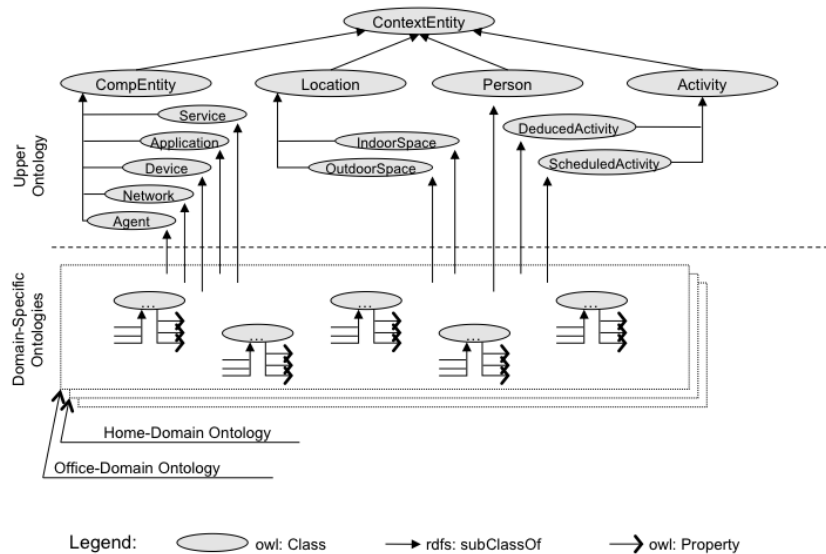 ContextEntity
CompEntity
Location
Person
Activity
Service
Application
Device
Network
Agent
IndoorSpace
OutdoorSpace
DeducedActivity
ScheduledActivity
Upper
Ontology
Domain-Specific
Ontologies
...
...
...
...
...
Home-Domain Ontology
Office-Domain Ontology
Legend:
owl: Class
rdfs: subClassOf
owl: Property